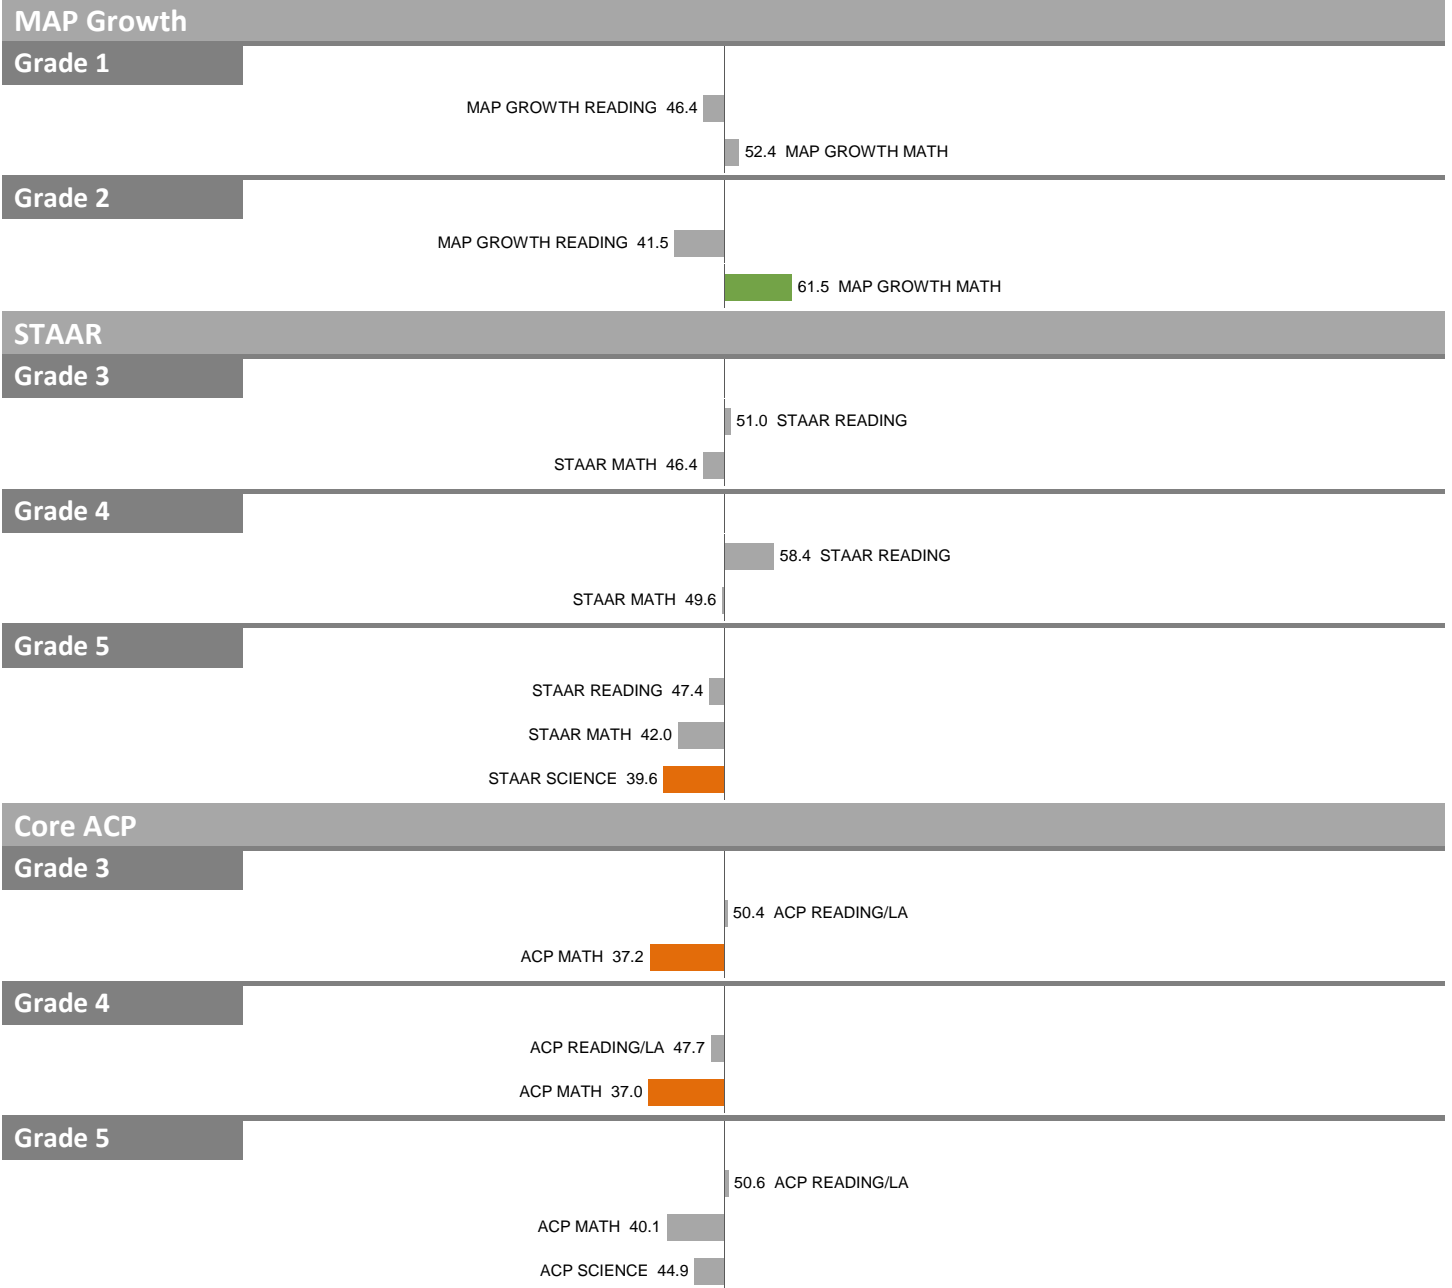 MAP Growth
Grade 1
MAP GROWTH READING 46.4
52.4 MAP GROWTH MATH
Grade 2
MAP GROWTH READING 41.5
61.5 MAP GROWTH MATH
STAAR
Grade 3
51.0 STAAR READING
STAAR MATH 46.4
Grade 4
58.4 STAAR READING
STAAR MATH 49.6
Grade 5
STAAR READING 47.4
STAAR MATH 42.0
STAAR SCIENCE 39.6
Core ACP
Grade 3
50.4 ACP READING/LA
ACP MATH 37.2
Grade 4
ACP READING/LA 47.7
ACP MATH 37.0
Grade 5
50.6 ACP READING/LA
ACP MATH 40.1
ACP SCIENCE 44.9